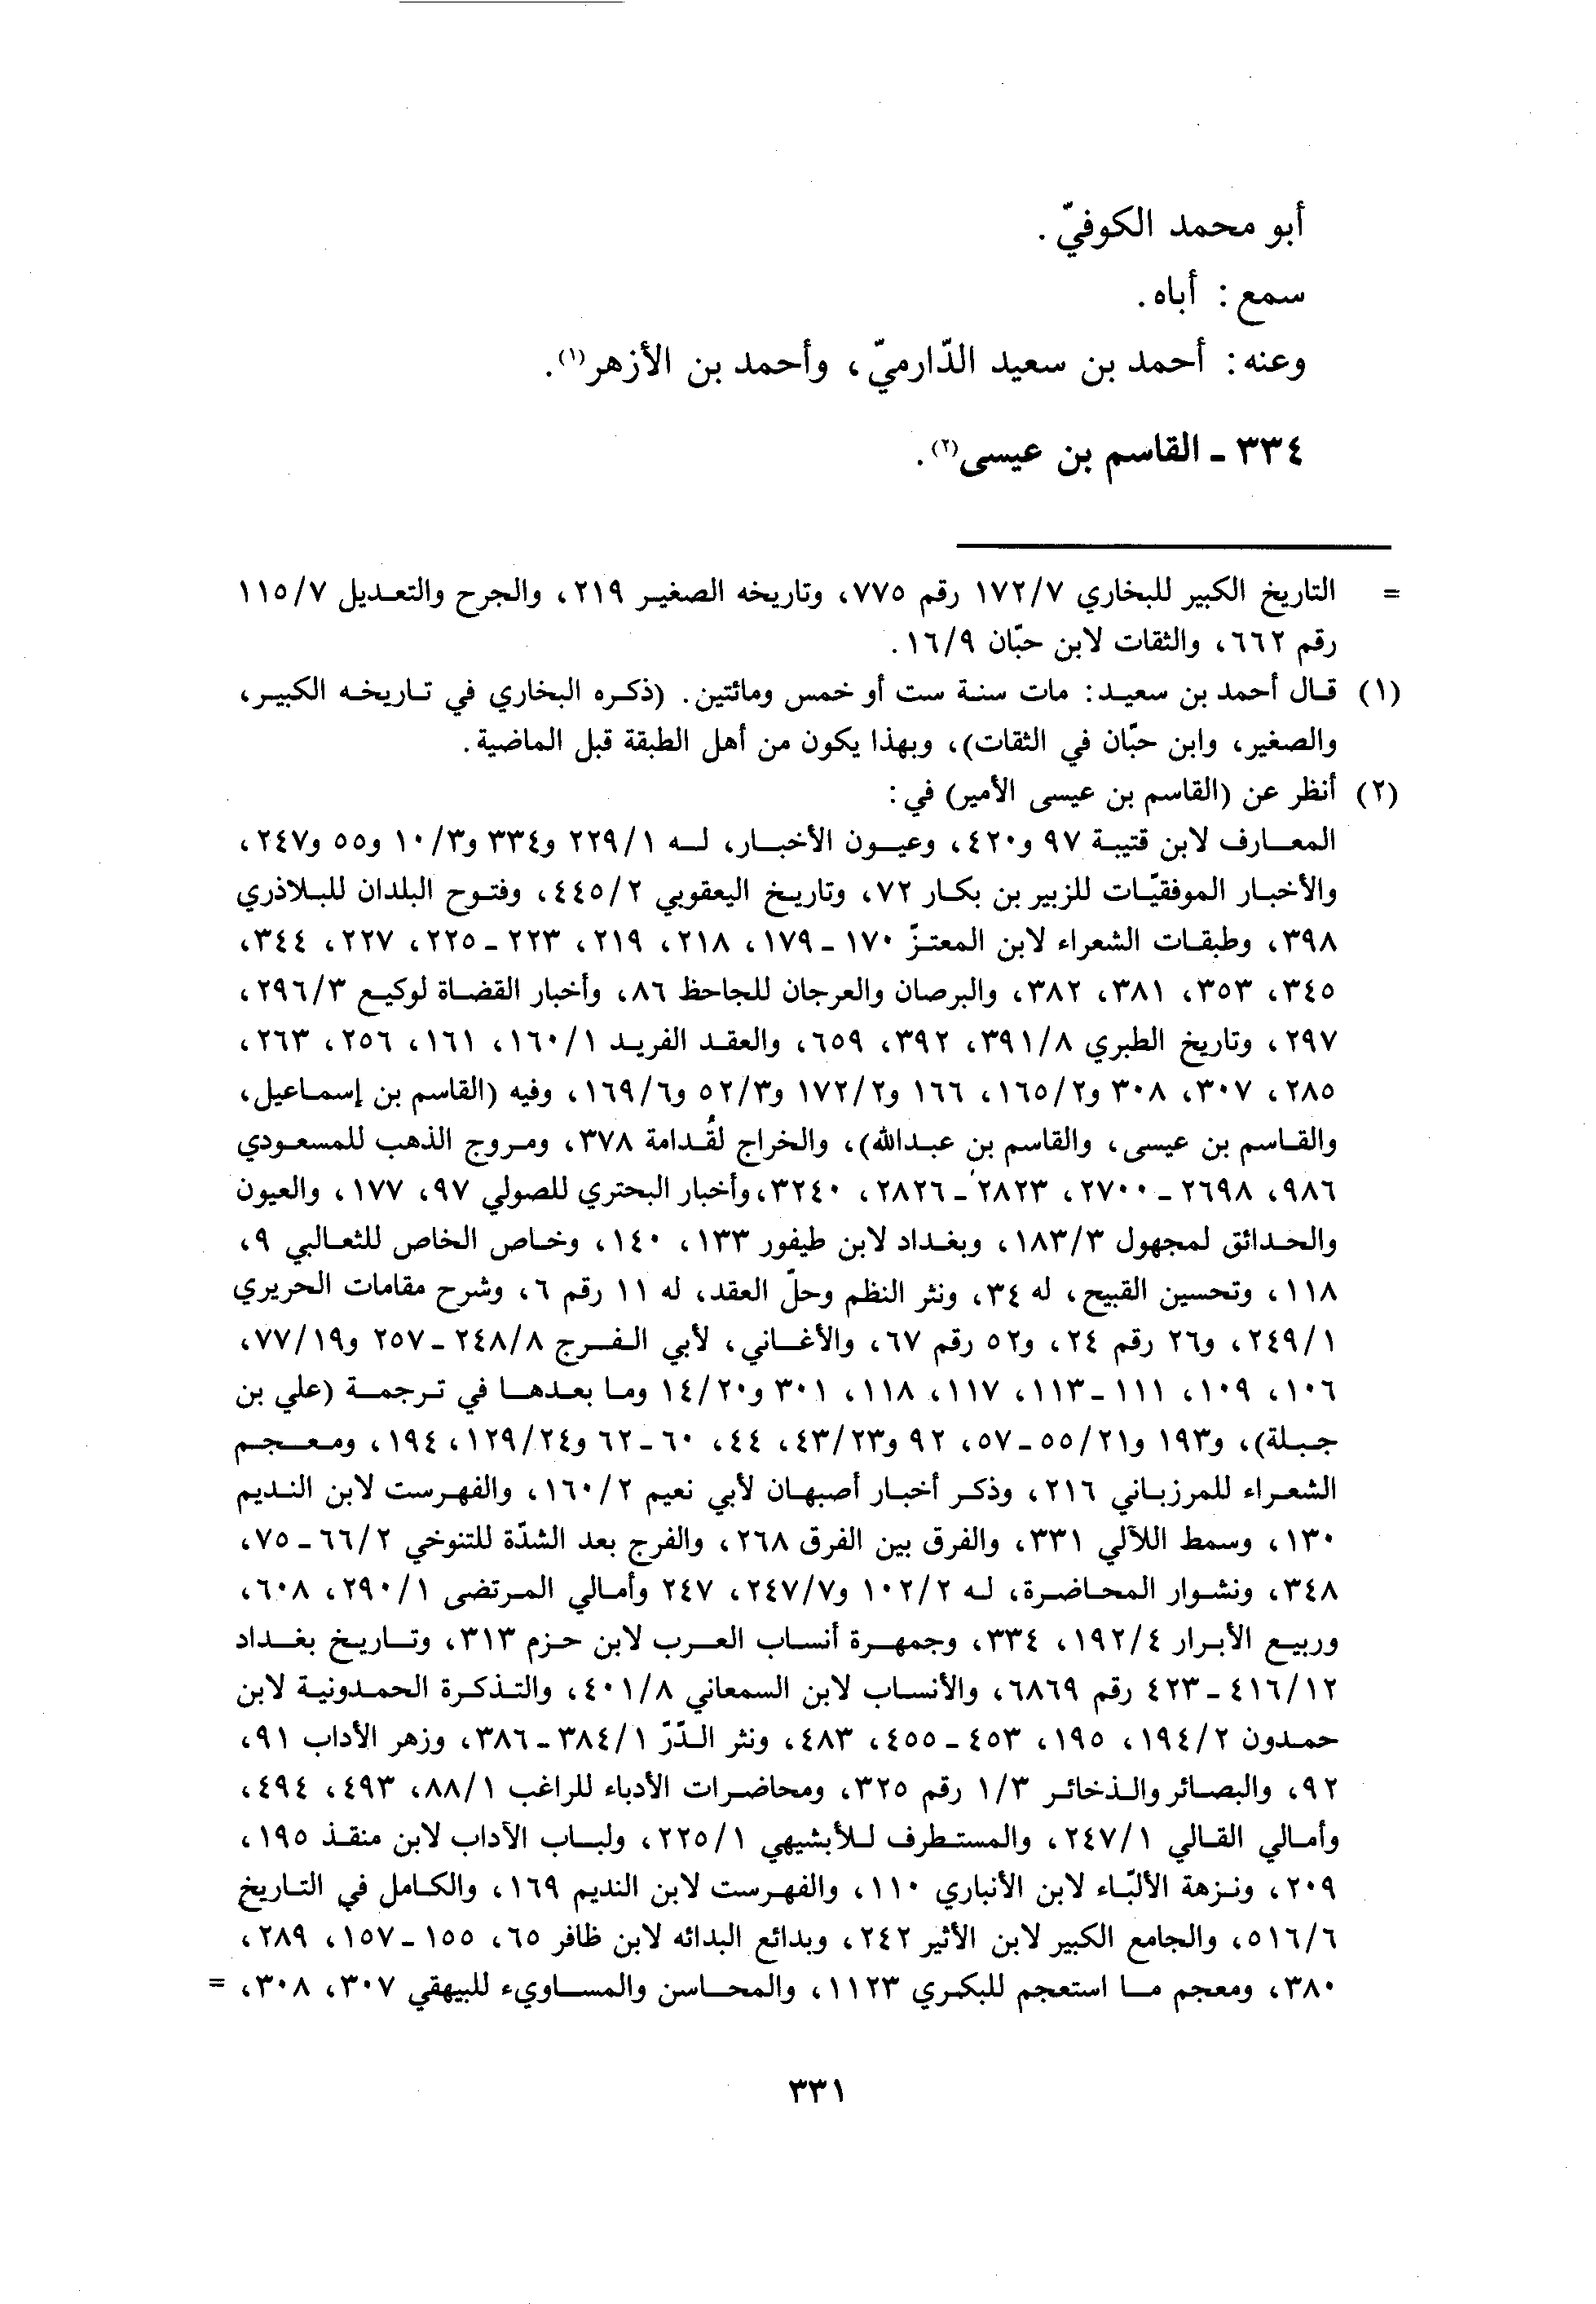 أبو محمد الكوفيّ.
سمع: أباه.
وعنه: أحمد بن سعيد الدّارميّ، وأحمد بن الأزهر(١).
٣٣٤ - القاسم بن عيسى(٢).
= التاريخ الكبير للبخاري ١٧٢/٧ رقم ٧٧٥، وتاريخه الصغير ٢١٩، والجرح والتعديل ١١٥/٧
رقم ٦٦٢، والثقات لابن حبّان ١٦/٩.
(١) قال أحمد بن سعيد: مات سنة ست أو خمس ومائتين. (ذكره البخاري في تاريخه الكبير،
والصغير، وابن حبّان في الثقات)، وبهذا يكون من أهل الطبقة قبل الماضية.
(٢) أنظر عن (القاسم بن عيسى الأمير) في:
المعارف لابن قتيبة ٩٧ و٤٢٠، وعيون الأخبار، له ٢٢٩/١ و٣٣٤ و١٠/٣ و٥٥ و٢٤٧،
والأخبار الموفقيّات للزبير بن بكار ٧٢، وتاريخ اليعقوبي ٤٤٥/٢، وفتوح البلدان للبلاذري
٣٩٨، وطبقات الشعراء لابن المعتزّ ١٧٠ - ١٧٩، ٢١٨، ٢١٩، ٢٢٣ - ٢٢٥، ٢٢٧، ٣٤٤،
٣٤٥، ٣٥٣، ٣٨١، ٣٨٢، والبرصان والعرجان للجاحظ ٨٦، وأخبار القضاة لوكيع ٢٩٦/٣،
٢٩٧، وتاريخ الطبري ٣٩١/٨، ٣٩٢، ٦٥٩، والعقد الفريد ١٦٠/١، ١٦١، ٢٥٦، ٢٦٣،
٢٨٥، ٣٠٧، ٣٠٨ و١٦٥/٢، ١٦٦ و١٧٢/٢ و٥٢/٣ و١٦٩/٦، وفيه (القاسم بن إسماعيل،
والقاسم بن عيسى، والقاسم بن عبدالله)، والخراج لقُدامة ٣٧٨، ومروج الذهب للمسعودي
٩٨٦، ٢٦٩٨ - ٢٧٠٠، ٢٨٢٣ - ٢٨٢٦، ٣٢٤٠، وأخبار البحتري للصولي ٩٧، ١٧٧، والعيون
والحدائق لمجهول ١٨٣/٣، وبغداد لابن طيفور ١٣٣، ١٤٠، وخاص الخاص للثعالبي ٩،
١١٨، وتحسين القبيح، له ٣٤، ونثر النظم وحلّ العقد، له ١١ رقم ٦، وشرح مقامات الحريري
٢٤٩/١، و٢٦ رقم ٢٤، و٥٢ رقم ٦٧، والأغاني، لأبي الفرج ٢٤٨/٨ - ٢٥٧ و٧٧/١٩،
١٠٦، ١٠٩، ١١١ - ١١٣، ١١٧، ١١٨، ٣٠١ و١٤/٢٠ وما بعدها في ترجمة (علي بن
جبلة)، و١٩٣ و٥٥/٢١ - ٥٧، ٩٢ و٤٣/٢٣، ٤٤، ٦٠ - ٦٢ و١٢٩/٢٤، ١٩٤، ومعجم
الشعراء للمرزباني ٢١٦، وذكر أخبار أصبهان لأبي نعيم ١٦٠/٢، والفهرست لابن النديم
١٣٠، وسمط اللآلي ٣٣١، والفرق بين الفرق ٢٦٨، والفرج بعد الشدّة للتنوخي ٦٦/٢ - ٧٥،
٣٤٨، ونشوار المحاضرة، له ١٠٢/٢ و٢٤٧/٧، ٢٤٧ وأمالي المرتضى ٢٩٠/١، ٦٠٨،
وربيع الأبرار ١٩٢/٤، ٣٣٤، وجمهرة أنساب العرب لابن حزم ٣١٣، وتاريخ بغداد
٤١٦/١٢ - ٤٢٣ رقم ٦٨٦٩، والأنساب لابن السمعاني ٤٠١/٨، والتذكرة الحمدونية لابن
حمدون ١٩٤/٢، ١٩٥، ٤٥٣ - ٤٥٥، ٤٨٣، ونثر الدّرّ ٣٨٤/١ - ٣٨٦، وزهر الأداب ٩١،
٩٢، والبصائر والذخائر ١/٣ رقم ٣٢٥، ومحاضرات الأدباء للراغب ٨٨/١، ٤٩٣، ٤٩٤،
وأمالي القالي ٢٤٧/١، والمستطرف للأبشيهي ٢٢٥/١، ولباب الآداب لابن منقذ ١٩٥،
٢٠٩، ونزهة الألبّاء لابن الأنباري ١١٠، والفهرست لابن النديم ١٦٩، والكامل في التاريخ
٥١٦/٦، والجامع الكبير لابن الأثير ٢٤٢، وبدائع البدائه لابن ظافر ٦٥، ١٥٥ - ١٥٧، ٢٨٩،
٣٨٠، ومعجم ما استعجم للبكري ١١٢٣، والمحاسن والمساويء للبيهقي ٣٠٧، ٣٠٨، =
٣٣١